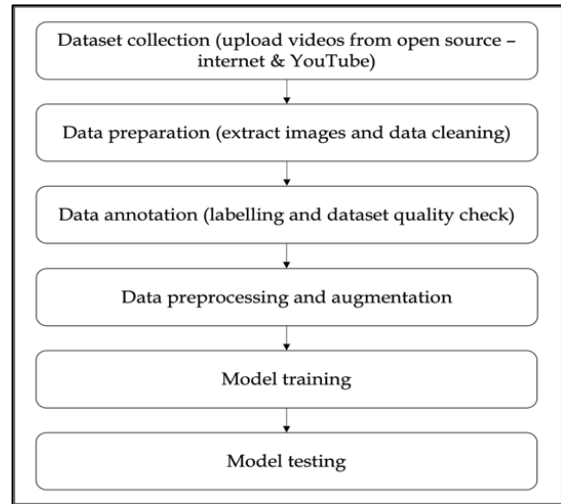 Dataset collection (upload videos from open source –
internet & YouTube)
Data preparation (extract images and data cleaning)
Data annotation (labelling and dataset quality check)
Data preprocessing and augmentation
Model training
Model testing